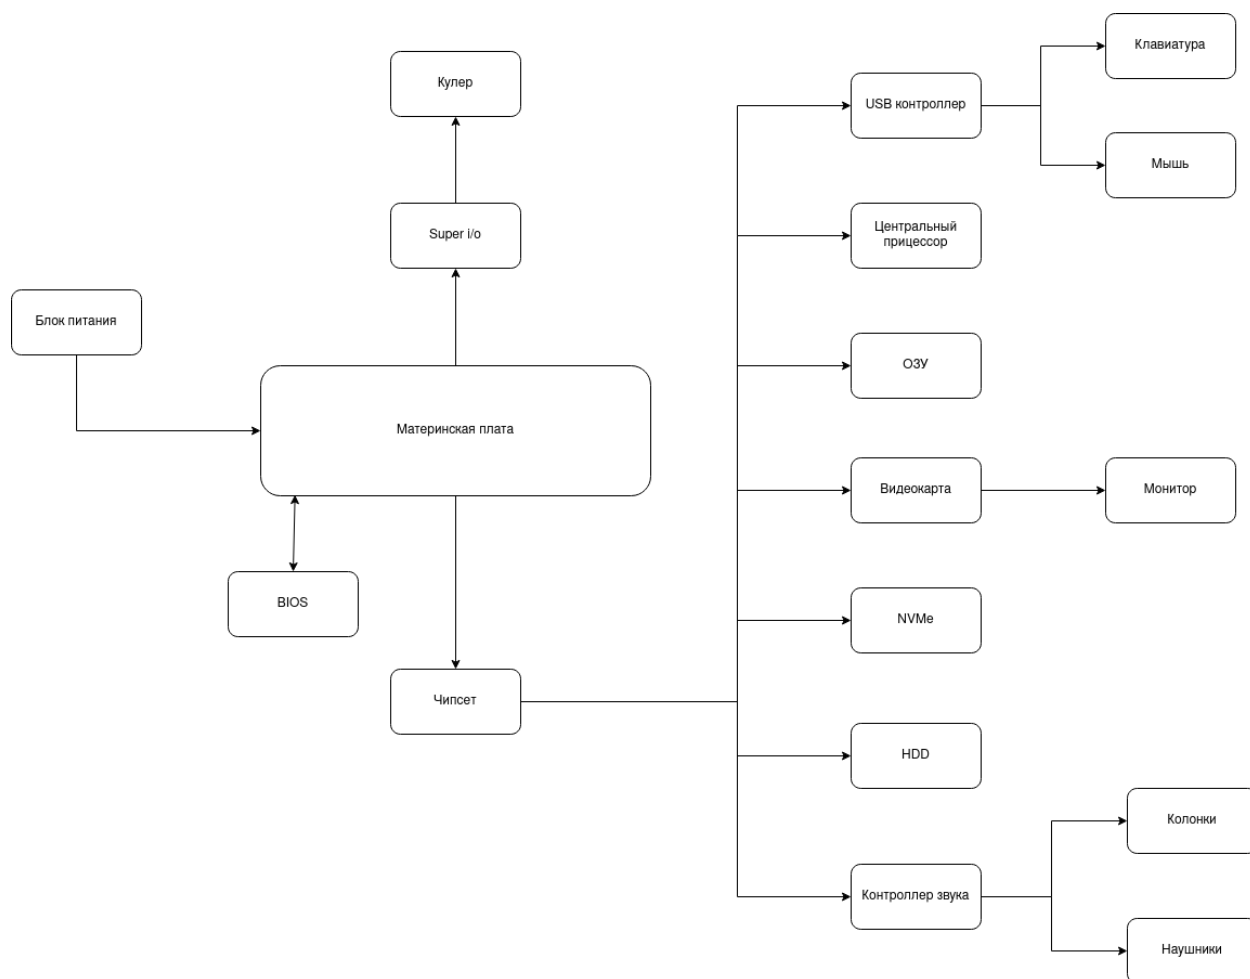 Клавиатура
Кулер
USB контроллер
Мышь
Super i/o
Центральный
прицессор
Блок питания
ОЗУ
Материнская плата
Видеокарта
Монитор
BIOS
NVMe
Чипсет
HDD
Колонки
Контроллер звука
Наушники